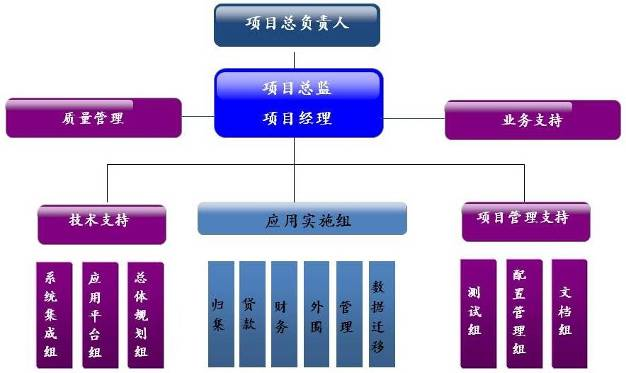 项目总负责人
项目总监
项目经理
质量管理
业务支持
技术支持
应用实施组
项目管理支持
系统集成组
应用平台组
总体规划组
归集
贷款
财务
外围
管理
数据迁移
测试组
配置管理组
文档组